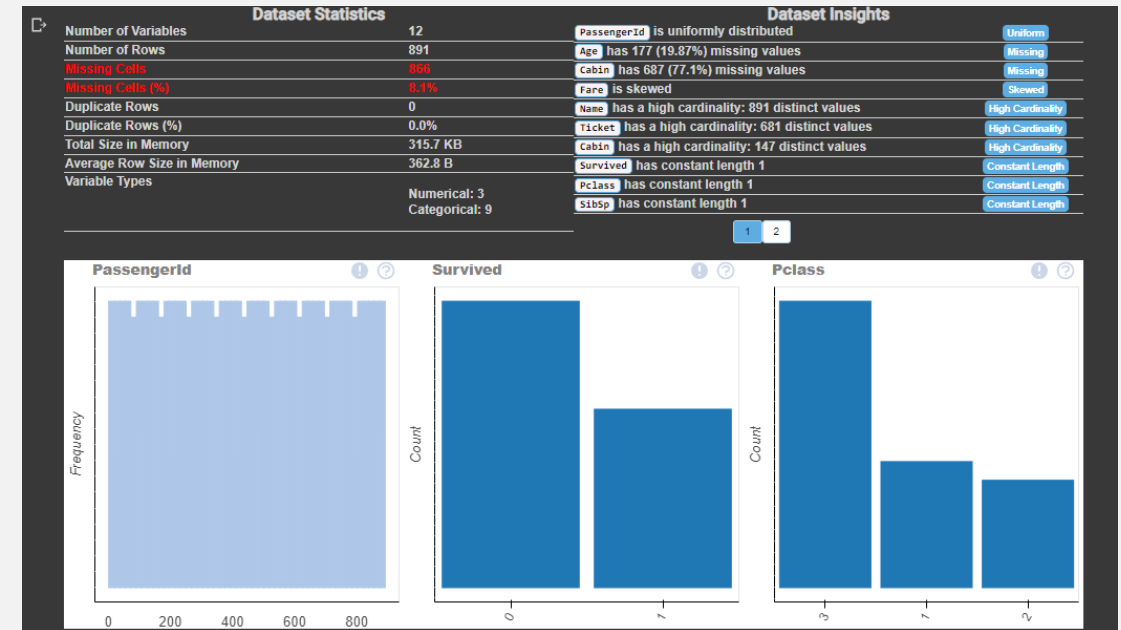 Dataset Statistics
Number of Variables 12
Number of Rows 891
Missing Cells 866
Missing Cells (%) 8.1%
Duplicate Rows 0
Duplicate Rows (%) 0.0%
Total Size in Memory 315.7 KB
Average Row Size in Memory 362.8 B
Variable Types
Numerical: 3
Categorical: 9
Dataset Insights
PassengerId is uniformly distributed Uniform
Age has 177 (19.87%) missing values Missing
Cabin has 687 (77.1%) missing values Missing
Fare is skewed Skewed
Name has a high cardinality: 891 distinct values High Cardinality
Ticket has a high cardinality: 681 distinct values High Cardinality
Cabin has a high cardinality: 147 distinct values High Cardinality
Survived has constant length 1 Constant Length
Pclass has constant length 1 Constant Length
SibSp has constant length 1 Constant Length
1 2
PassengerId ! ?
Frequency
0 200 400 600 800
Survived ! ?
Count
0 1
Pclass ! ?
Count
3 1 2